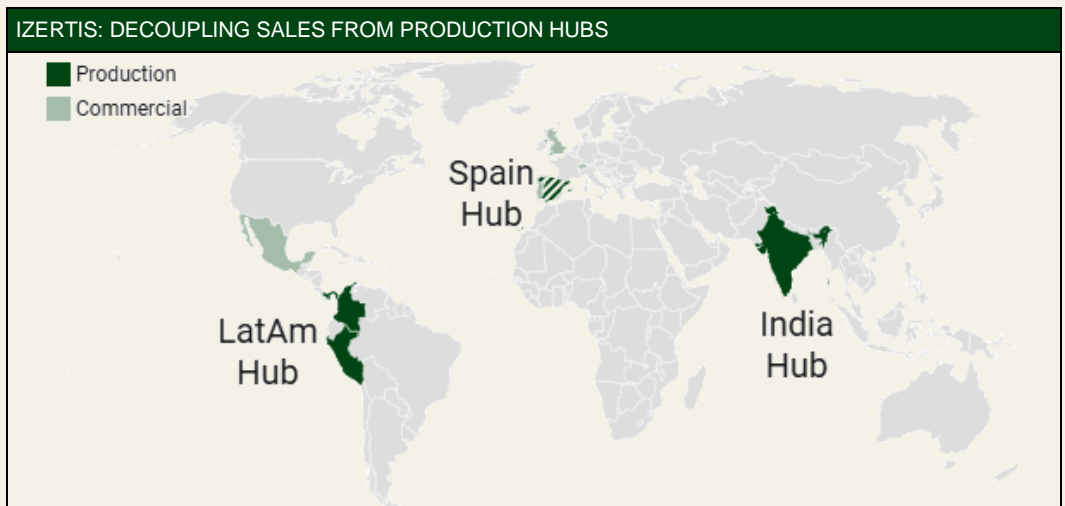 IZERTIS: DECOUPLING SALES FROM PRODUCTION HUBS
Production
Commercial
Spain
Hub
LatAm
Hub
India
Hub